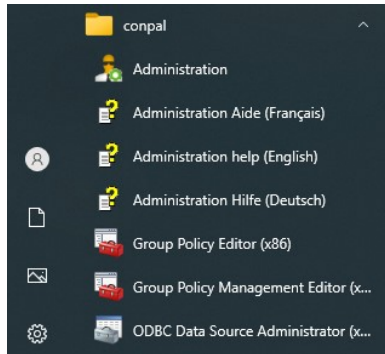 conpal
Administration
Administration Aide (Français)
Administration help (English)
Administration Hilfe (Deutsch)
Group Policy Editor (x86)
Group Policy Management Editor (x...
ODBC Data Source Administrator (x...